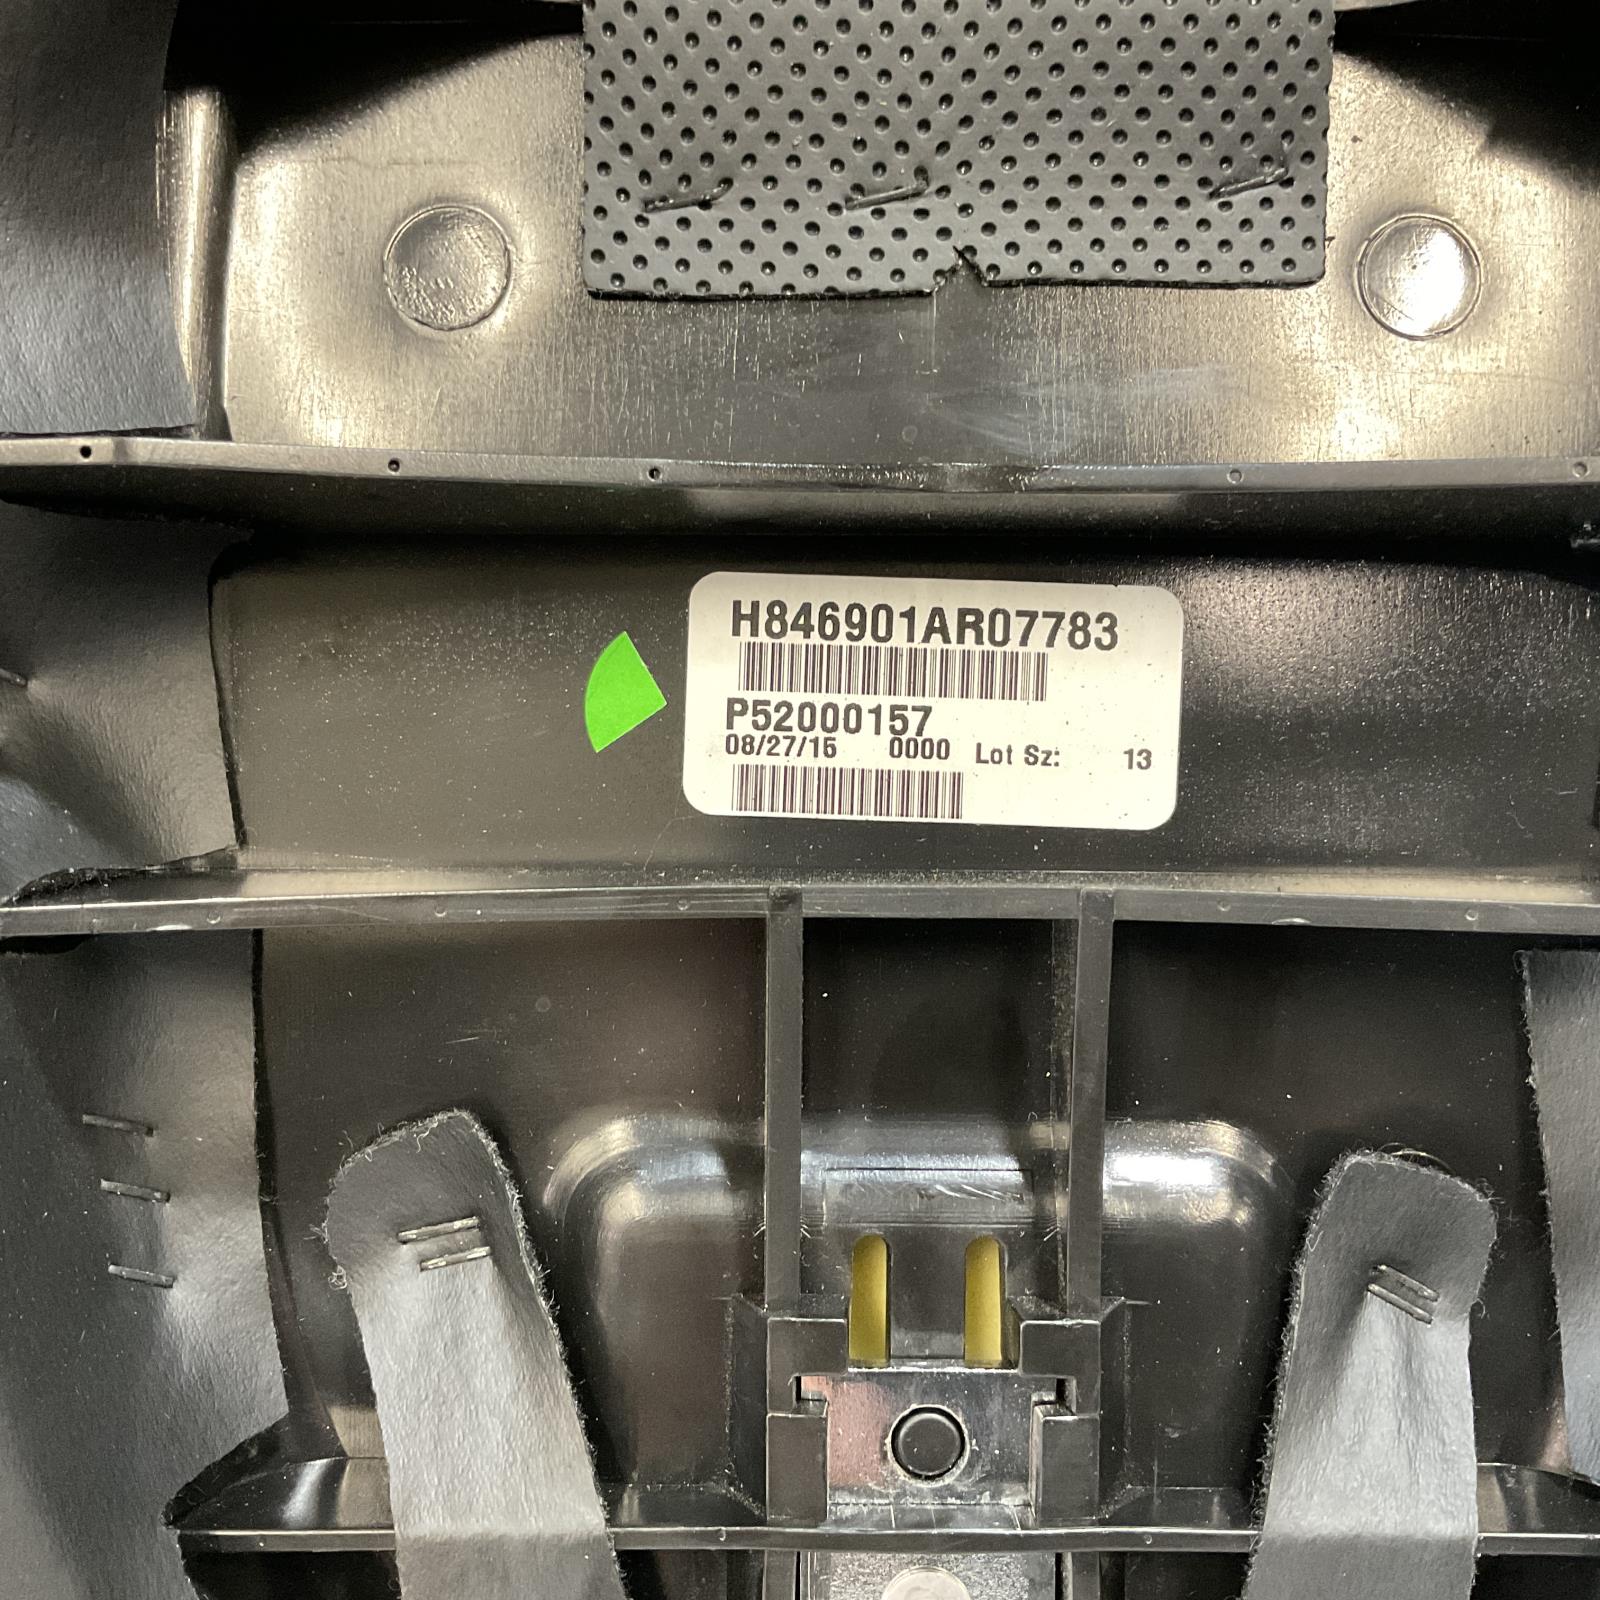 H846901AR07783
P52000157
08/27/15 0000 Lot Sz: 13